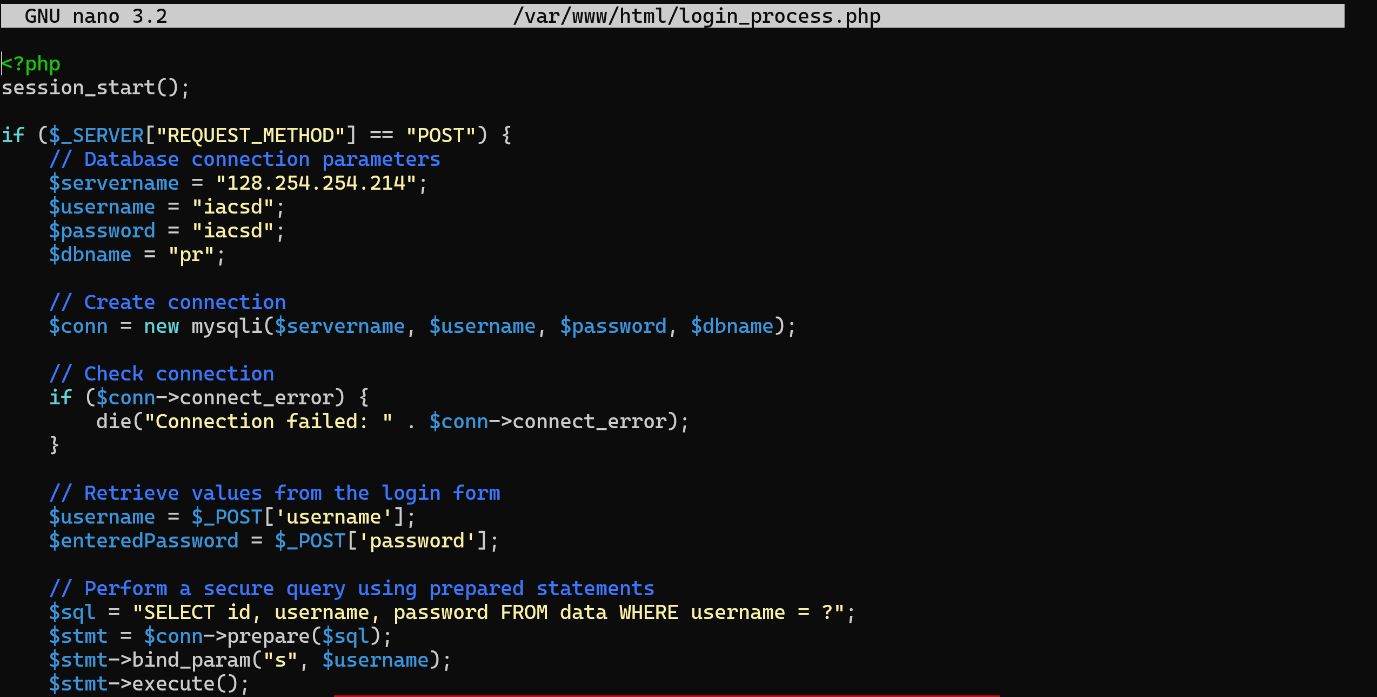 GNU nano 3.2 /var/www/html/login_process.php
<?php
session_start();
if ($_SERVER["REQUEST_METHOD"] == "POST") {
// Database connection parameters
$servername = "128.254.254.214";
$username = "iacsd";
$password = "iacsd";
$dbname = "pr";
// Create connection
$conn = new mysqli($servername, $username, $password, $dbname);
// Check connection
if ($conn->connect_error) {
die("Connection failed: " . $conn->connect_error);
}
// Retrieve values from the login form
$username = $_POST['username'];
$enteredPassword = $_POST['password'];
// Perform a secure query using prepared statements
$sql = "SELECT id, username, password FROM data WHERE username = ?";
$stmt = $conn->prepare($sql);
$stmt->bind_param("s", $username);
$stmt->execute();